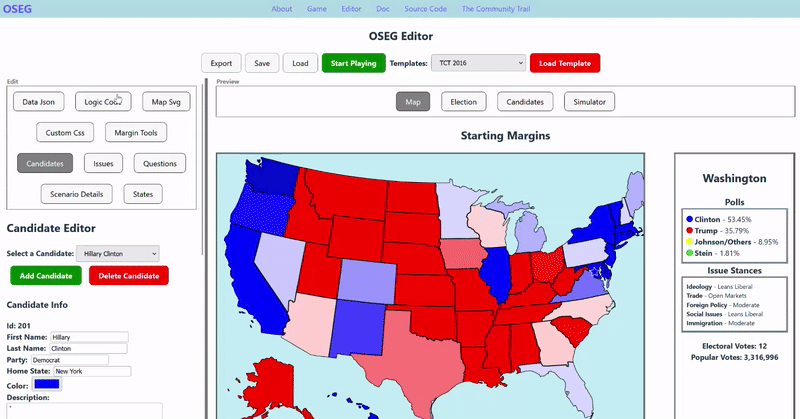 OSEG
About Game Editor Doc Source Code The Community Trail
OSEG Editor
Export Save Load Start Playing Templates: TCT 2016 Load Template
Edit
Data Json Logic Code Map Svg
Custom Css Margin Tools
Candidates Issues Questions
Scenario Details States
Candidate Editor
Select a Candidate: Hillary Clinton
Add Candidate Delete Candidate
Candidate Info
Id: 201
First Name: Hillary
Last Name: Clinton
Party: Democrat
Home State: New York
Color:
Description:
Preview
Map Election Candidates Simulator
Starting Margins
Washington
Polls
Clinton - 53.45%
Trump - 35.79%
Johnson/Others - 8.95%
Stein - 1.81%
Issue Stances
Ideology - Leans Liberal
Trade - Open Markets
Foreign Policy - Moderate
Social Issues - Leans Liberal
Immigration - Moderate
Electoral Votes: 12
Popular Votes: 3,316,996